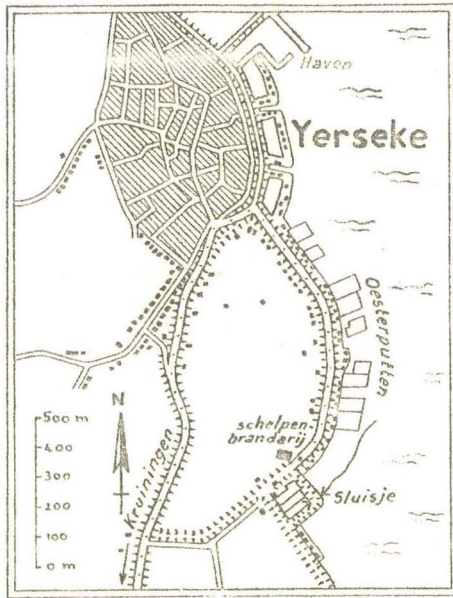 Haven
Yerseke
Oesterputten
schelpen
branderij
Sluisje
N
Kruiningen
500 m
400
300
200
100
0 m